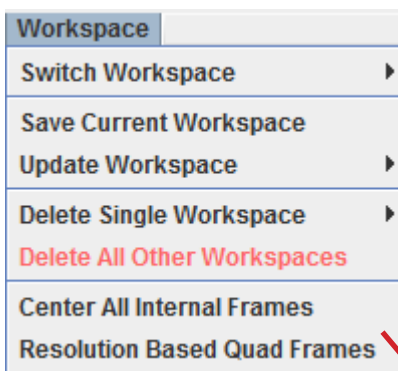 Workspace
Switch Workspace
Save Current Workspace
Update Workspace
Delete Single Workspace
Delete All Other Workspaces
Center All Internal Frames
Resolution Based Quad Frames